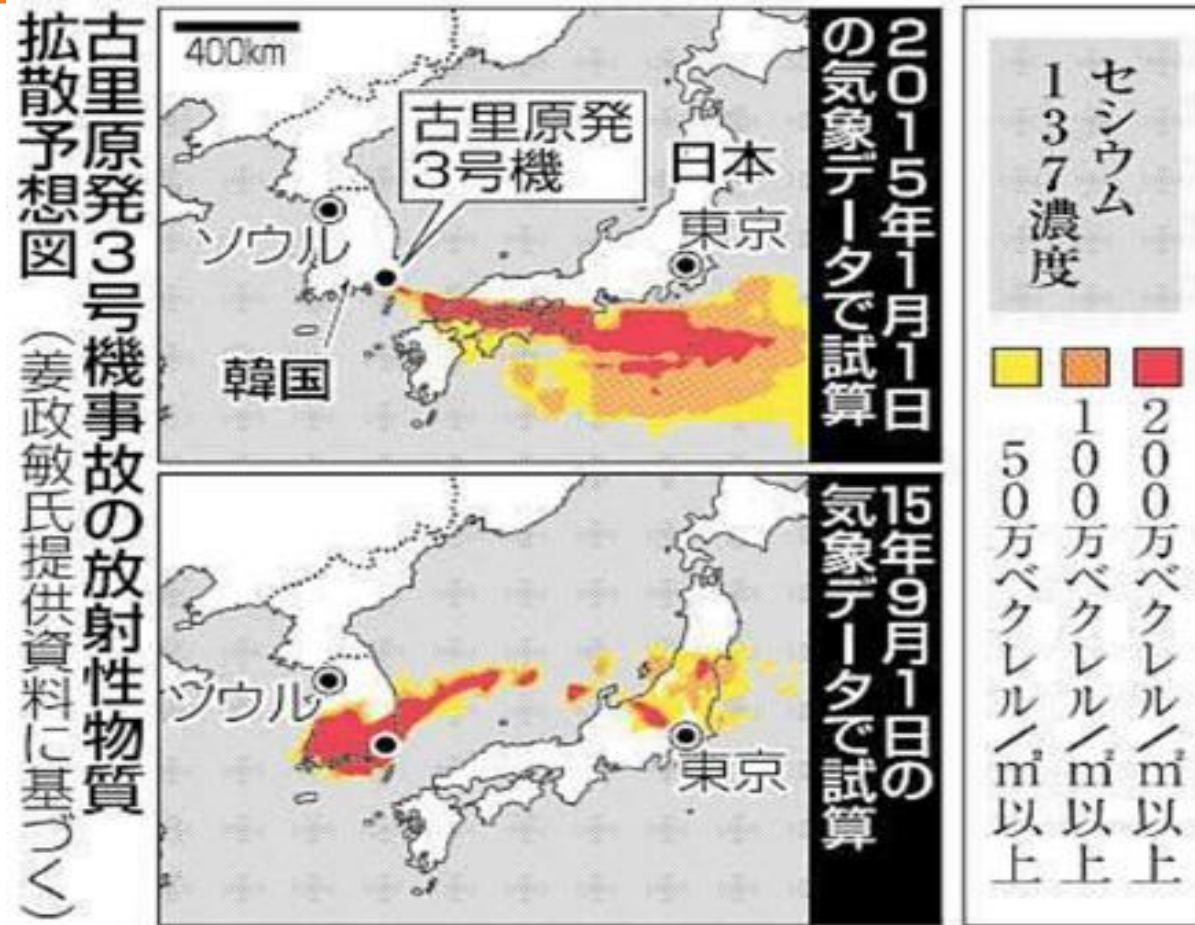 古里原発3号機事故の放射性物質
拡散予想図 (姜政敏氏提供資料に基づく)
2015年1月1日
の気象データで試算
400km
古里原発
3号機
日本
ソウル
東京
韓国
15年9月1日の
気象データで試算
ソウル
東京
セシウム
137濃度
200万ベクレル/㎡以上
100万ベクレル/㎡以上
50万ベクレル/㎡以上